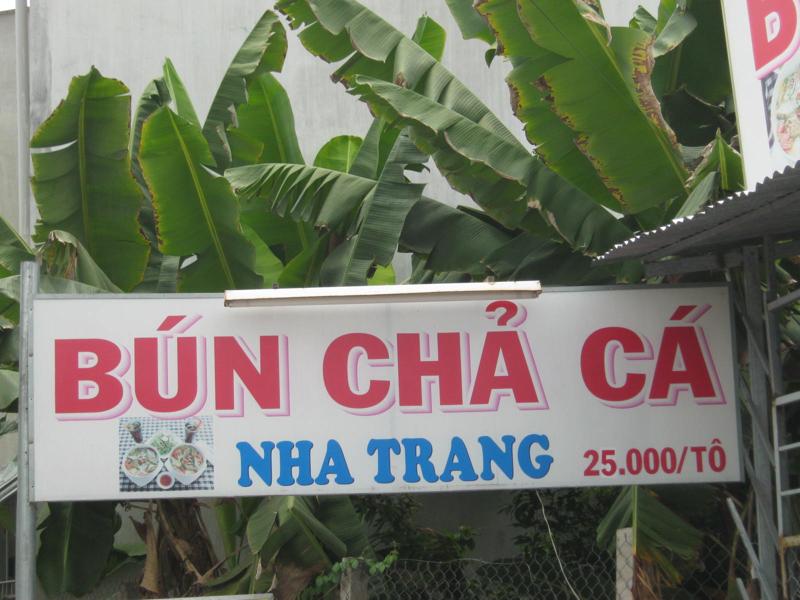 BÚN CHẢ CÁ
NHA TRANG
25.000/TÔ